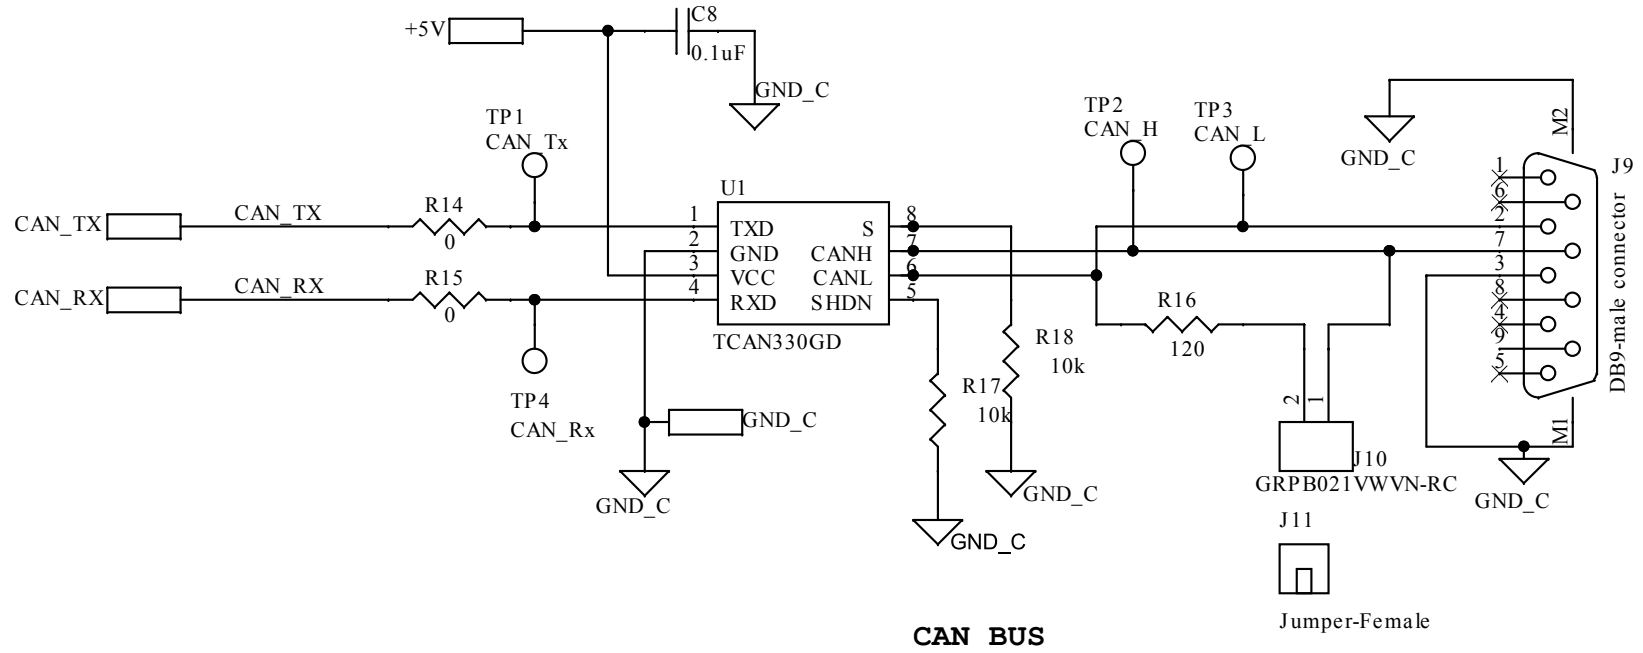 +5V
C8
0.1uF
GND_C
TP1
CAN_Tx
TP2
CAN_H
TP3
CAN_L
GND_C
M2
J9
DB9-male connector
CAN_TX
CAN_TX
R14
0
CAN_RX
CAN_RX
R15
0
TP4
CAN_Rx
U1
1
2
3
4
TXD
GND
VCC
RXD
S
CANH
CANL
SHDN
8
7
6
5
TCAN330GD
GND_C
GND_C
R18
10k
R17
10k
GND_C
GND_C
R16
120
2
1
J10
GRPB021VWVN-RC
J11
Jumper-Female
1
6
2
7
3
8
4
9
5
M1
GND_C
CAN BUS